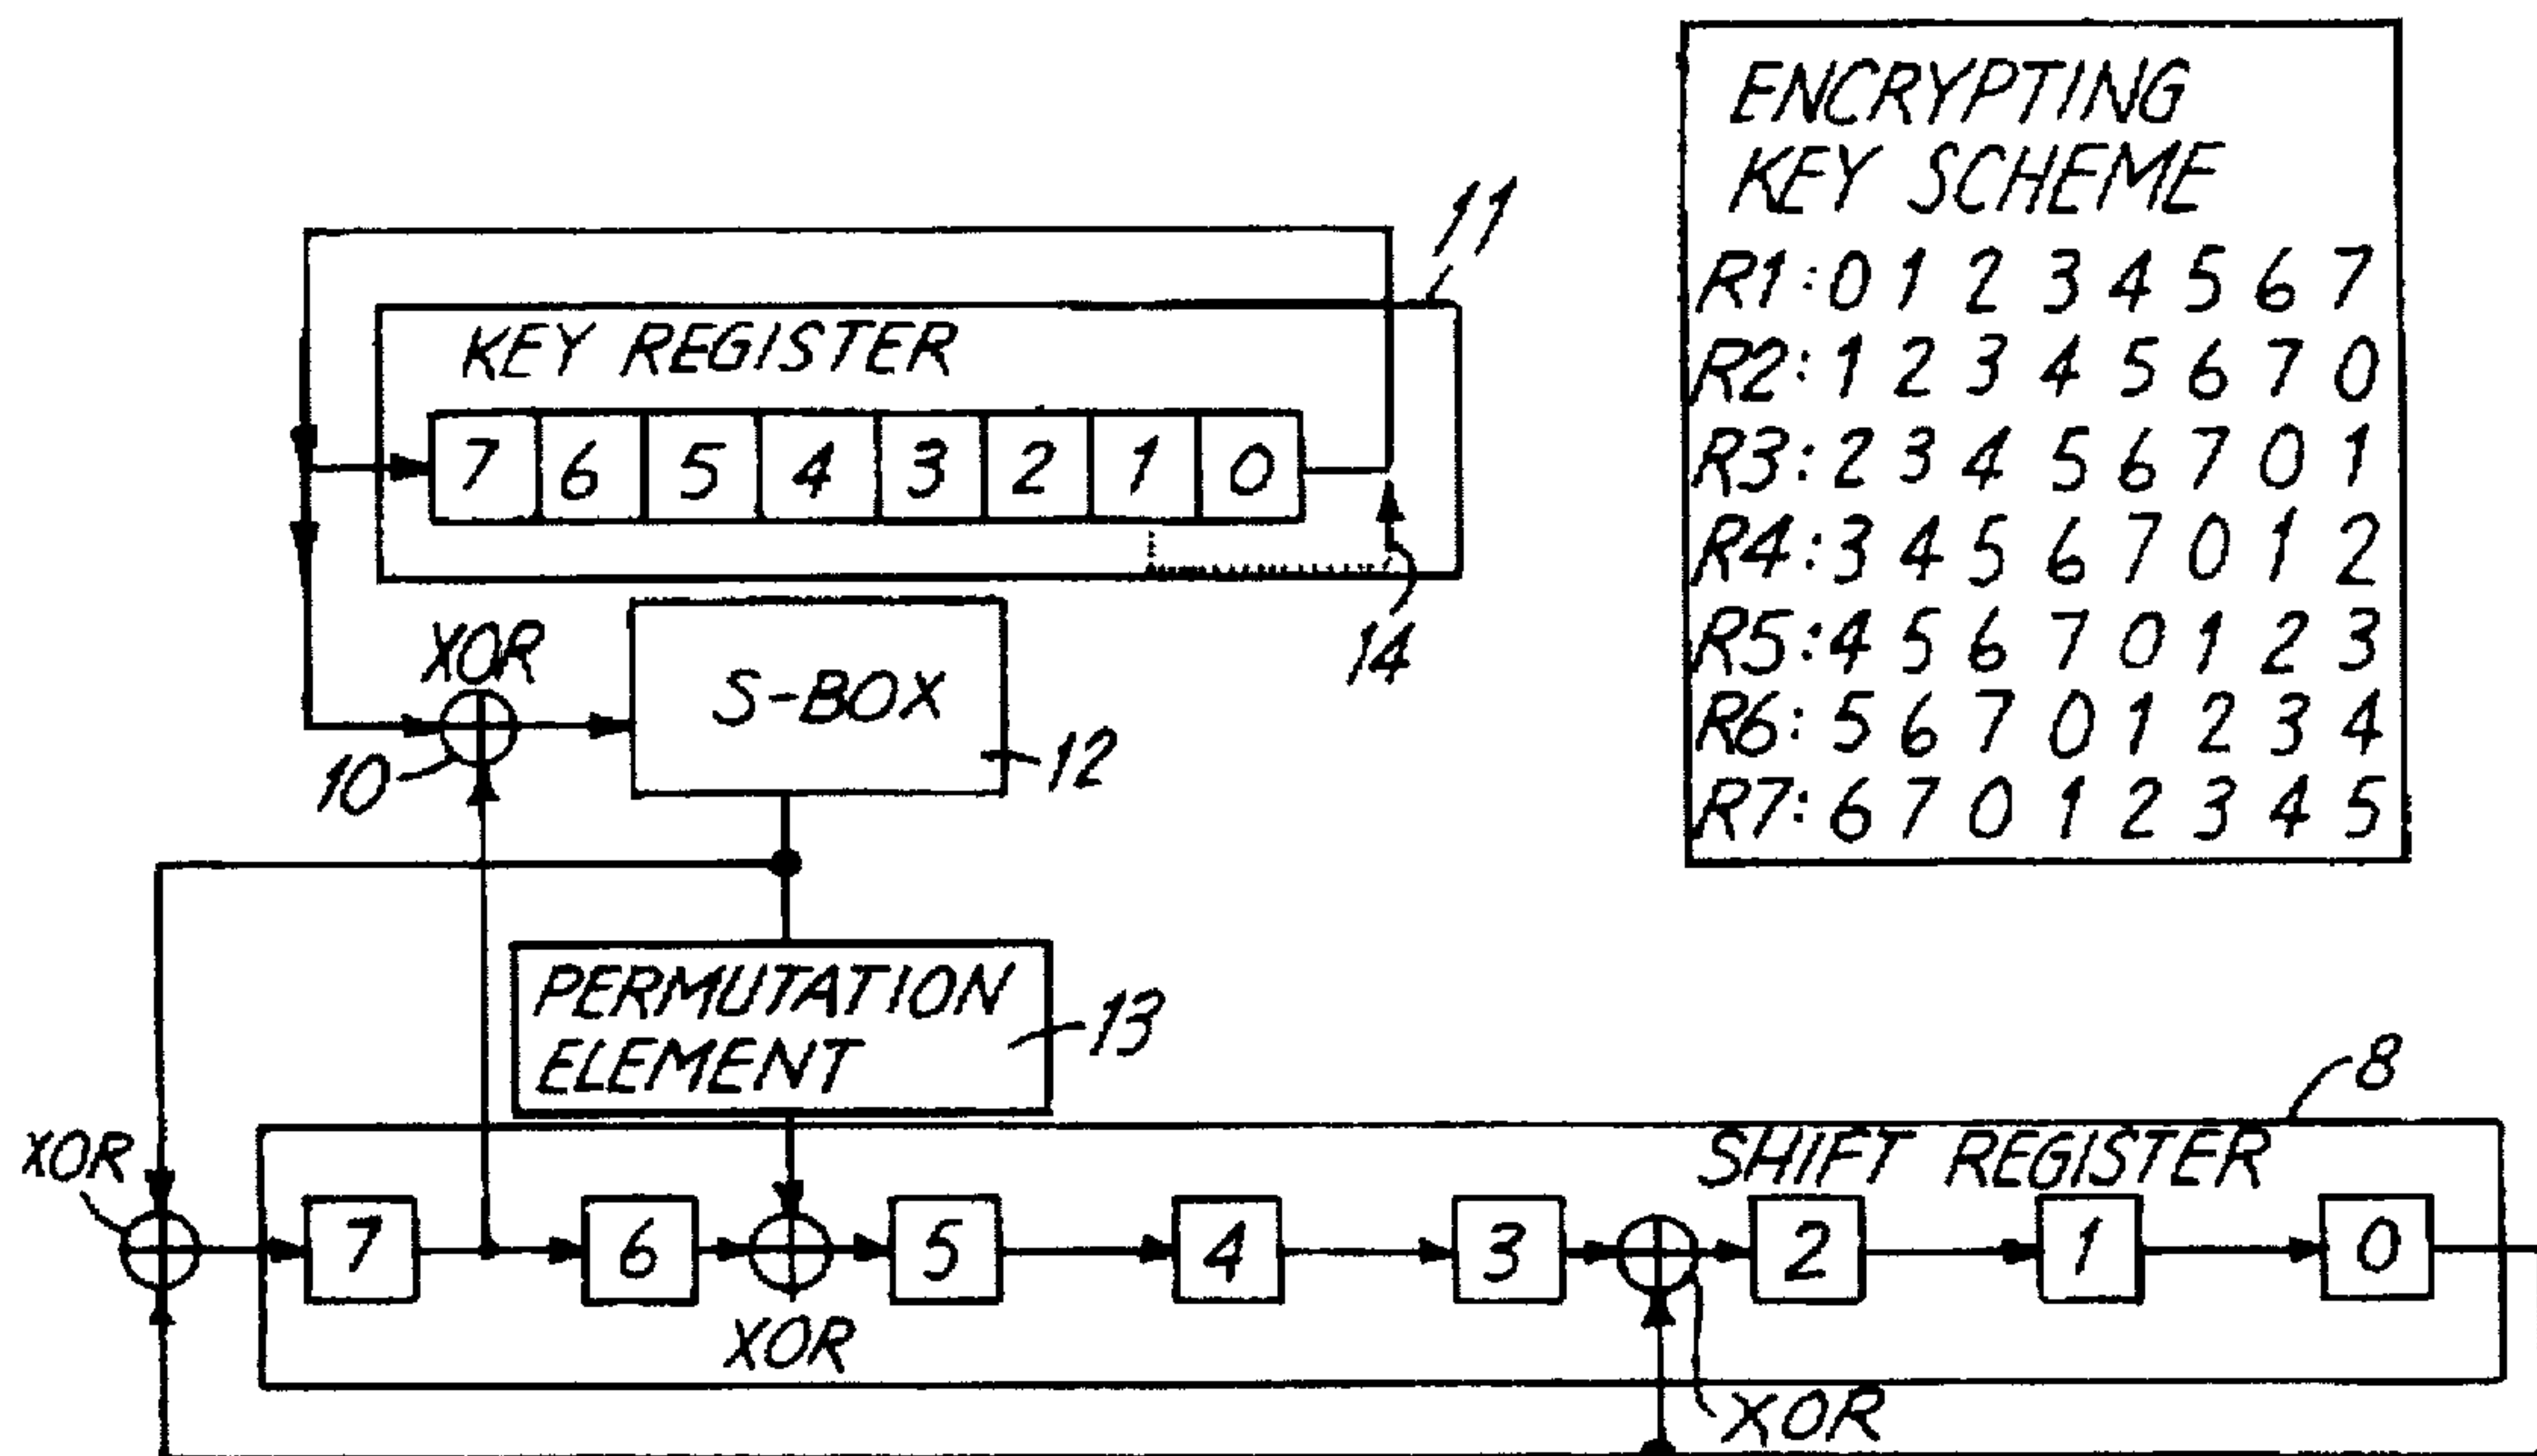 ENCRYPTING
KEY SCHEME
R1:0 1 2 3 4 5 6 7
R2:1 2 3 4 5 6 7 0
R3:2 3 4 5 6 7 0 1
R4:3 4 5 6 7 0 1 2
R5:4 5 6 7 0 1 2 3
R6:5 6 7 0 1 2 3 4
R7:6 7 0 1 2 3 4 5
11
KEY REGISTER
7 6 5 4 3 2 1 0
14
XOR
10
S-BOX
12
PERMUTATION
ELEMENT
13
8
SHIFT REGISTER
XOR
7 6 5 4 3 2 1 0
XOR
XOR